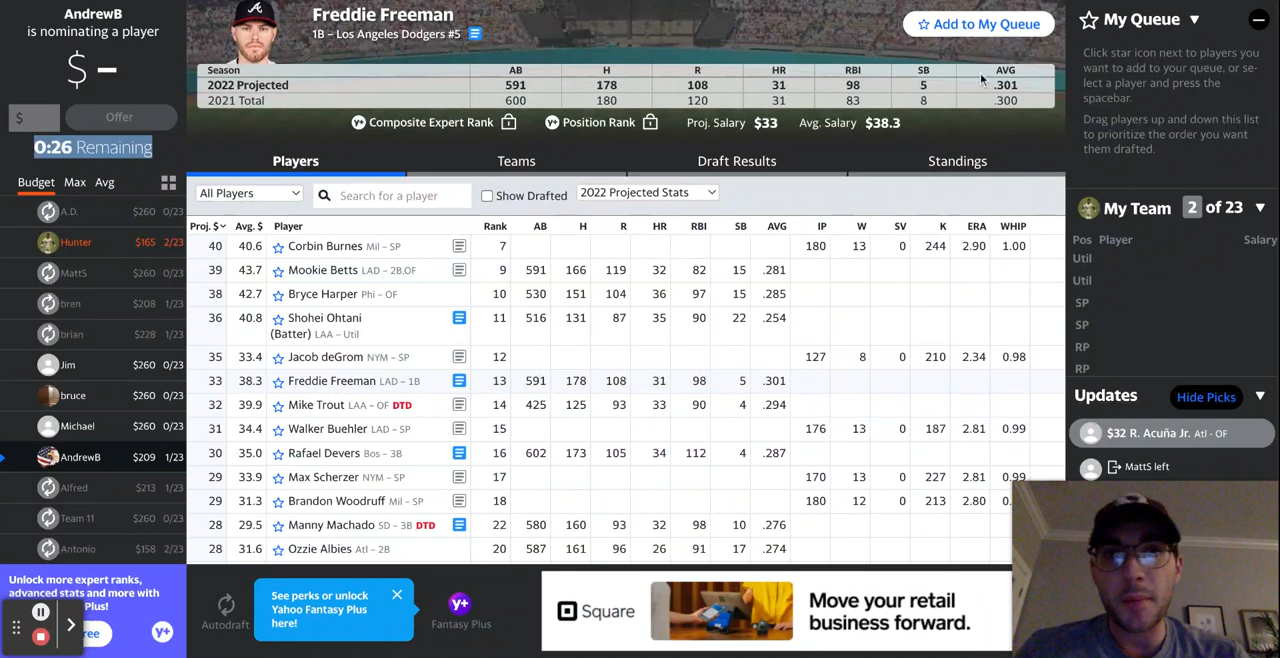 AndrewB
is nominating a player
$ –
$
Offer
0:26 Remaining
Budget Max Avg
A.D. $260 0/23
Hunter $165 2/23
MattS $260 0/23
bren $208 1/23
brian $228 1/23
Jim $260 0/23
bruce $260 0/23
Michael $260 0/23
AndrewB $209 1/23
Alfred $213 1/23
Team 11 $260 0/23
Antonio $158 2/23
Unlock more expert ranks,
advanced stats and more with
Plus!
ree
y+
Freddie Freeman
1B – Los Angeles Dodgers #5
Add to My Queue
Season AB H R HR RBI SB AVG
2022 Projected 591 178 108 31 98 5 .301
2021 Total 600 180 120 31 83 8 .300
y+ Composite Expert Rank y+ Position Rank Proj. Salary $33 Avg. Salary $38.3
Players Teams Draft Results Standings
All Players Search for a player Show Drafted 2022 Projected Stats
Proj. $ Avg. $ Player Rank AB H R HR RBI SB AVG IP W SV K ERA WHIP
40 40.6 Corbin Burnes Mil – SP 7 180 13 0 244 2.90 1.00
39 43.7 Mookie Betts LAD – 2B,OF 9 591 166 119 32 82 15 .281
38 42.7 Bryce Harper Phi – OF 10 530 151 104 36 97 15 .285
36 40.8 Shohei Ohtani 11 516 131 87 35 90 22 .254
(Batter) LAA – Util
35 33.4 Jacob deGrom NYM – SP 12 127 8 0 210 2.34 0.98
33 38.3 Freddie Freeman LAD – 1B 13 591 178 108 31 98 5 .301
32 39.9 Mike Trout LAA – OF DTD 14 425 125 93 33 90 4 .294
31 34.4 Walker Buehler LAD – SP 15 176 13 0 187 2.81 0.99
30 35.0 Rafael Devers Bos – 3B 16 602 173 105 34 112 4 .287
29 33.9 Max Scherzer NYM – SP 17 170 13 0 227 2.81 0.99
29 31.3 Brandon Woodruff Mil – SP 18 180 12 0 213 2.80 0.
28 29.5 Manny Machado SD – 3B DTD 22 580 160 93 32 98 10 .276
28 31.6 Ozzie Albies Atl – 2B 20 587 161 96 26 91 17 .274
Autodraft
See perks or unlock
Yahoo Fantasy Plus
here!
y+
Fantasy Plus
Square
Move your retail
business forward.
My Queue
Click star icon next to players you
want to add to your queue, or se-
lect a player and press the
spacebar.
Drag players up and down this list
to prioritize the order you want
them drafted.
My Team 2 of 23
Pos Player Salary
Util
Util
SP
SP
RP
RP
Updates Hide Picks
$32 R. Acuña Jr. Atl - OF
MattS left